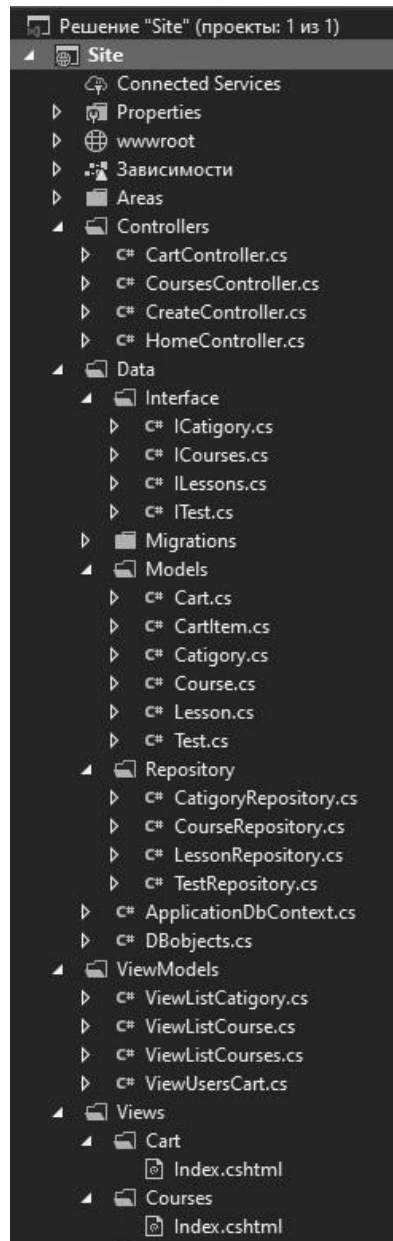 Решение "Site" (проекты: 1 из 1)
Site
Connected Services
Properties
wwwroot
Зависимости
Areas
Controllers
C# CartController.cs
C# CoursesController.cs
C# CreateController.cs
C# HomeController.cs
Data
Interface
C# ICatigory.cs
C# ICourses.cs
C# ILessons.cs
C# ITest.cs
Migrations
Models
C# Cart.cs
C# CartItem.cs
C# Catigory.cs
C# Course.cs
C# Lesson.cs
C# Test.cs
Repository
C# CatigoryRepository.cs
C# CourseRepository.cs
C# LessonRepository.cs
C# TestRepository.cs
C# ApplicationDbContext.cs
C# DBobjects.cs
ViewModels
C# ViewListCatigory.cs
C# ViewListCourse.cs
C# ViewListCourses.cs
C# ViewUsersCart.cs
Views
Cart
Index.cshtml
Courses
Index.cshtml